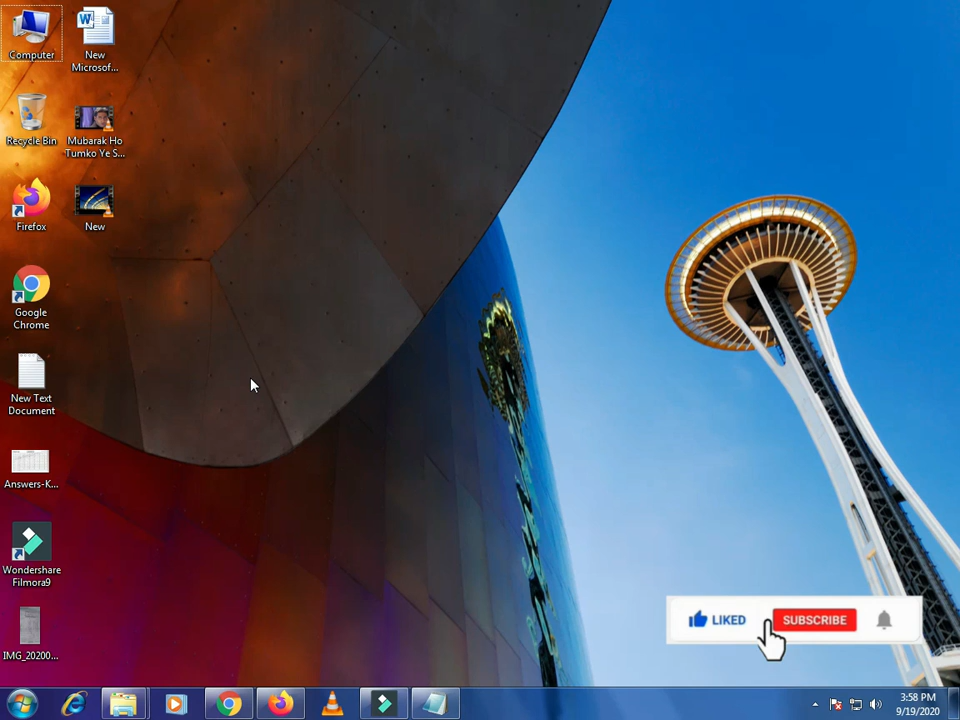 Computer
New
Microsof...
Recycle Bin
Mubarak Ho
Tumko Ye S...
Firefox
New
Google
Chrome
New Text
Document
Answers-K...
Wondershare
Filmora9
IMG_20200...
LIKED
SUBSCRIBE
3:58 PM
9/19/2020